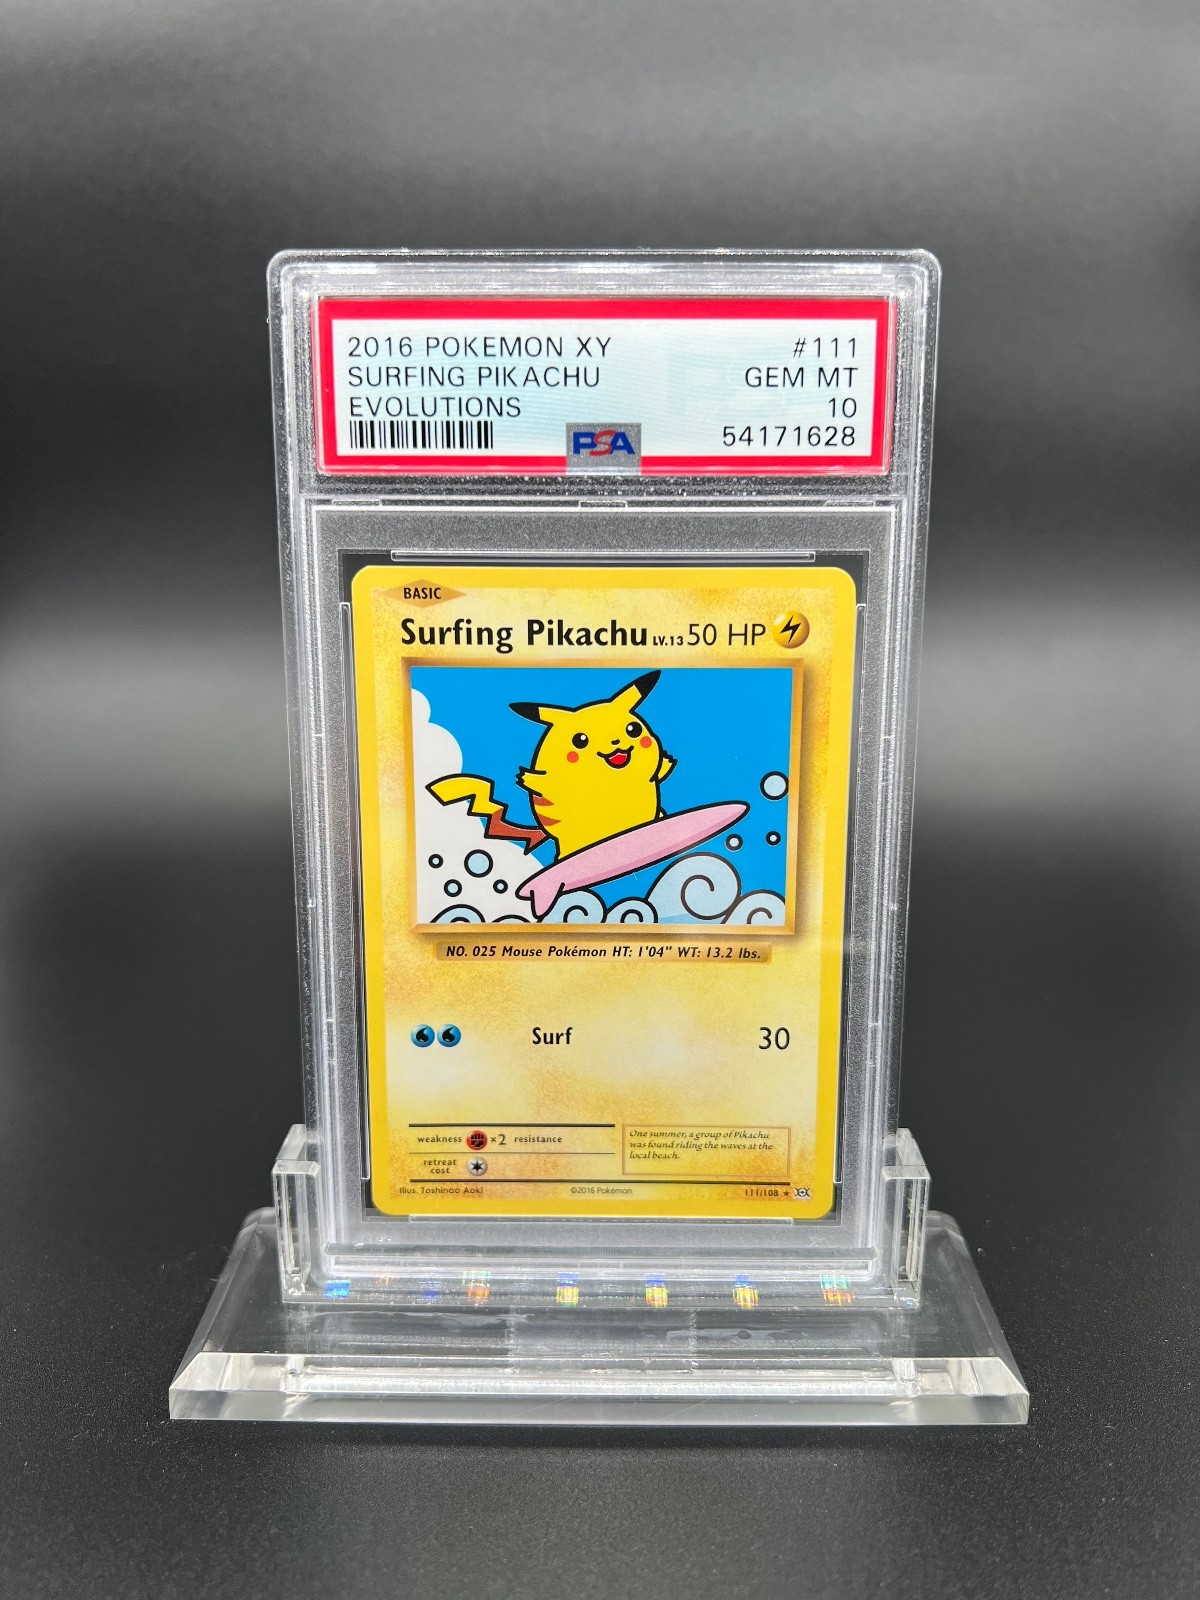 2016 POKEMON XY #111
SURFING PIKACHU GEM MT
EVOLUTIONS 10
PSA 54171628
BASIC
Surfing Pikachu LV.13 50 HP
NO. 025 Mouse Pokémon HT: 1'04" WT: 13.2 lbs.
Surf 30
weakness ×2 resistance
retreat
cost
One summer, a group of Pikachu
was found riding the waves at the
local beach.
Illus. Toshinao Aoki ©2016 Pokémon 111/108 ★